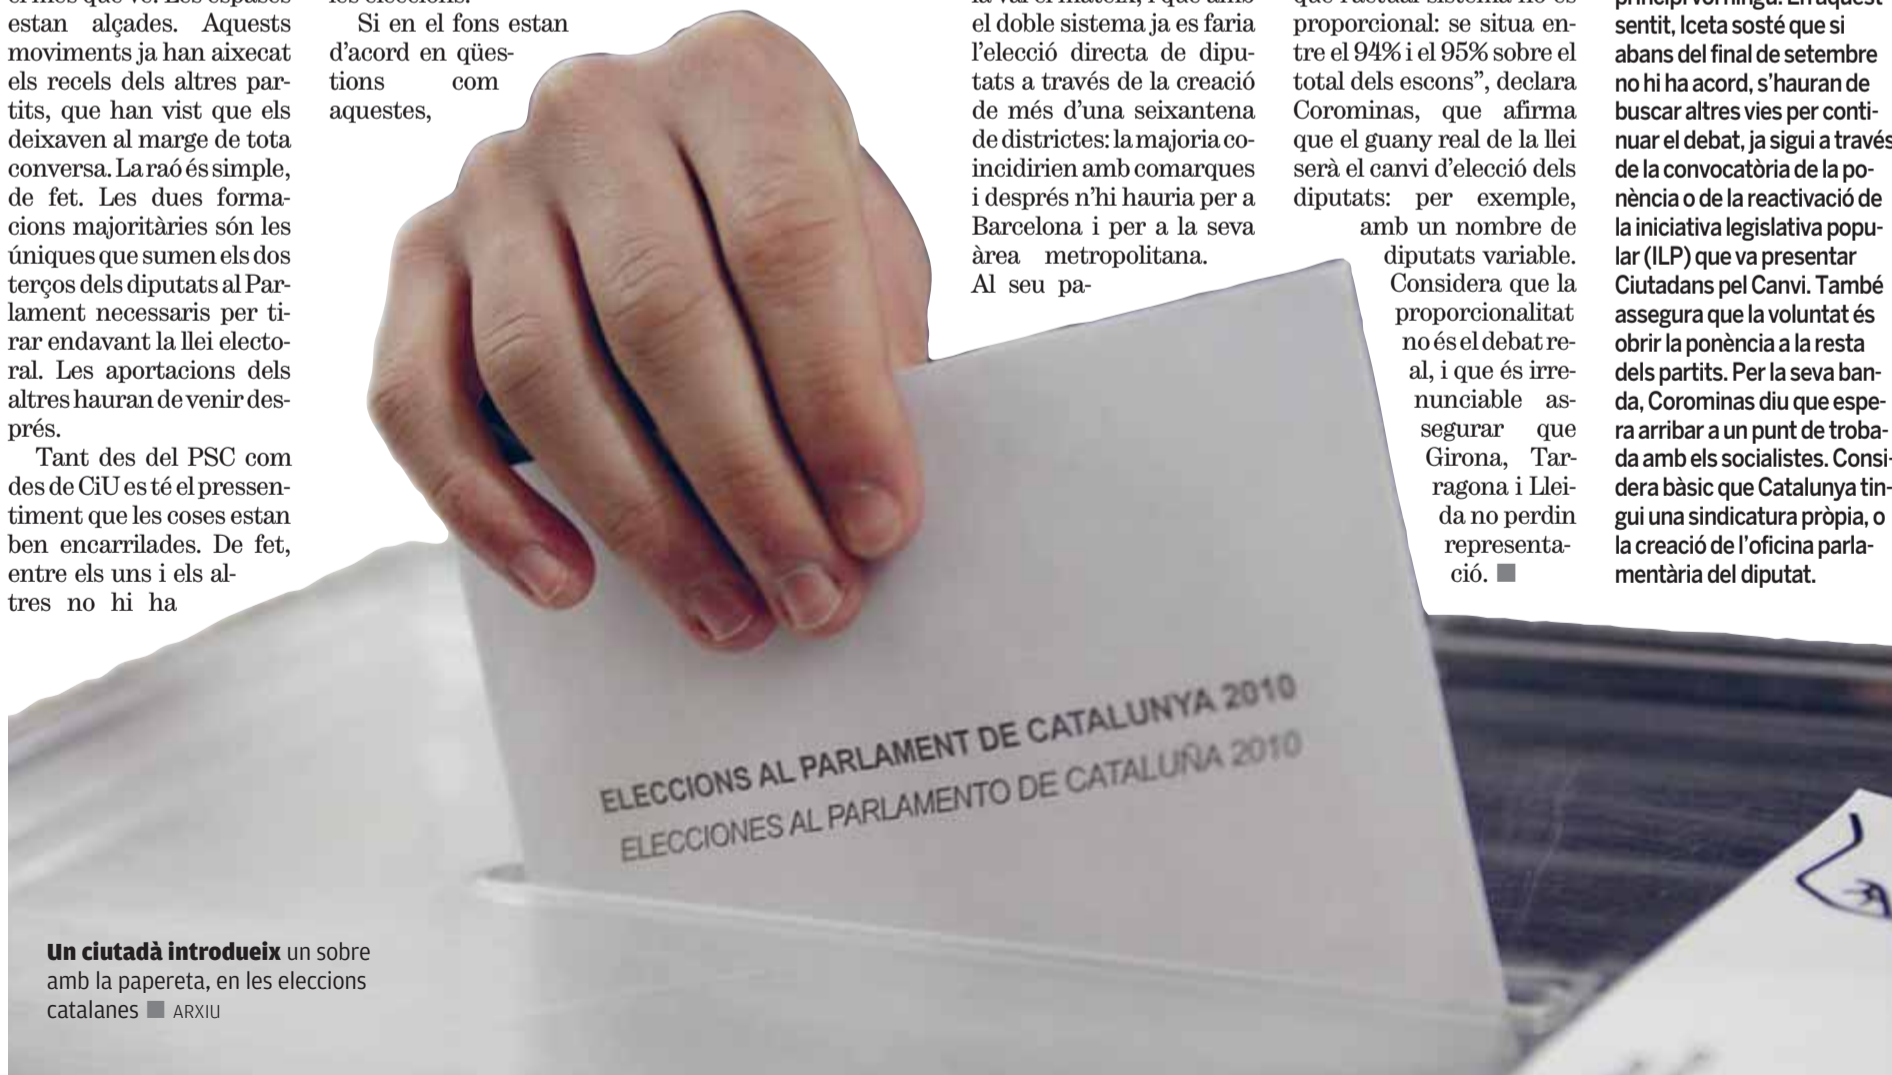 estan alçades. Aquests
moviments ja han aixecat
els recels dels altres par-
tits, que han vist que els
deixaven al marge de tota
conversa. La raó és simple,
de fet. Les dues forma-
cions majoritàries són les
úniques que sumen els dos
terços dels diputats al Par-
lament necessaris per ti-
rar endavant la llei electo-
ral. Les aportacions dels
altres hauran de venir des-
prés.
Tant des del PSC com
des de CiU es té el pressen-
timent que les coses estan
ben encarrilades. De fet,
entre els uns i els al-
tres no hi ha
Si en el fons estan
d'acord en qües-
tions com
aquestes,
el doble sistema ja es faria
l'elecció directa de dipu-
tats a través de la creació
de més d'una seixantena
de districtes: la majoria co-
incidirien amb comarques
i després n'hi hauria per a
Barcelona i per a la seva
àrea metropolitana.
Al seu pa-
proporcional: se situa en-
tre el 94% i el 95% sobre el
total dels escons”, declara
Corominas, que afirma
que el guany real de la llei
serà el canvi d'elecció dels
diputats: per exemple,
amb un nombre de
diputats variable.
Considera que la
proporcionalitat
no és el debat re-
al, i que és irre-
nunciable as-
segurar que
Girona, Tar-
ragona i Llei-
da no perdin
representa-
ció.
sentit, Iceta sosté que si
abans del final de setembre
no hi ha acord, s'hauran de
buscar altres vies per conti-
nuar el debat, ja sigui a través
de la convocatòria de la po-
nència o de la reactivació de
la iniciativa legislativa popu-
lar (ILP) que va presentar
Ciutadans pel Canvi. També
assegura que la voluntat és
obrir la ponència a la resta
dels partits. Per la seva ban-
da, Corominas diu que espe-
ra arribar a un punt de troba-
da amb els socialistes. Consi-
dera bàsic que Catalunya tin-
gui una sindicatura pròpia, o
la creació de l'oficina parla-
mentària del diputat.
ELECCIONS AL PARLAMENT DE CATALUNYA 2010
ELECCIONES AL PARLAMENTO DE CATALUÑA 2010
Un ciutadà introdueix un sobre
amb la papereta, en les eleccions
catalanes ■ ARXIU